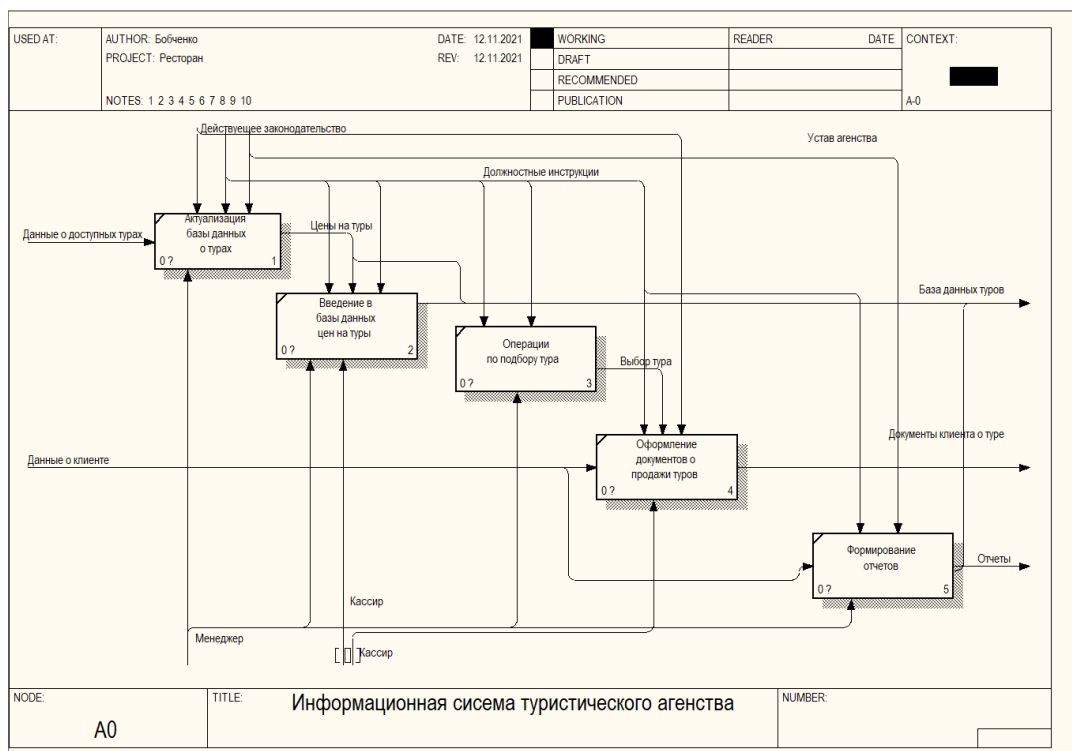 USED AT:
AUTHOR: Бобченко
DATE: 12.11.2021
WORKING
READER
DATE
CONTEXT:
PROJECT: Ресторан
REV: 12.11.2021
DRAFT
RECOMMENDED
NOTES: 1 2 3 4 5 6 7 8 9 10
PUBLICATION
A-0
Действущее законодательство
Устав агенства
Должностные инструкции
Актуализация
базы данных
о турах
0 ?
1
Данные о доступных турах
Цены на туры
База данных туров
Введение в
базы данных
цен на туры
0 ?
2
Операции
по подбору тура
0 ?
3
Выбор тура
Документы клиента о туре
Оформление
документов о
продажи туров
0 ?
4
Данные о клиенте
Формирование
отчетов
0 ?
5
Отчеты
Кассир
Менеджер
Кассир
NODE:
A0
TITLE:
Информационная сисема туристического агенства
NUMBER: